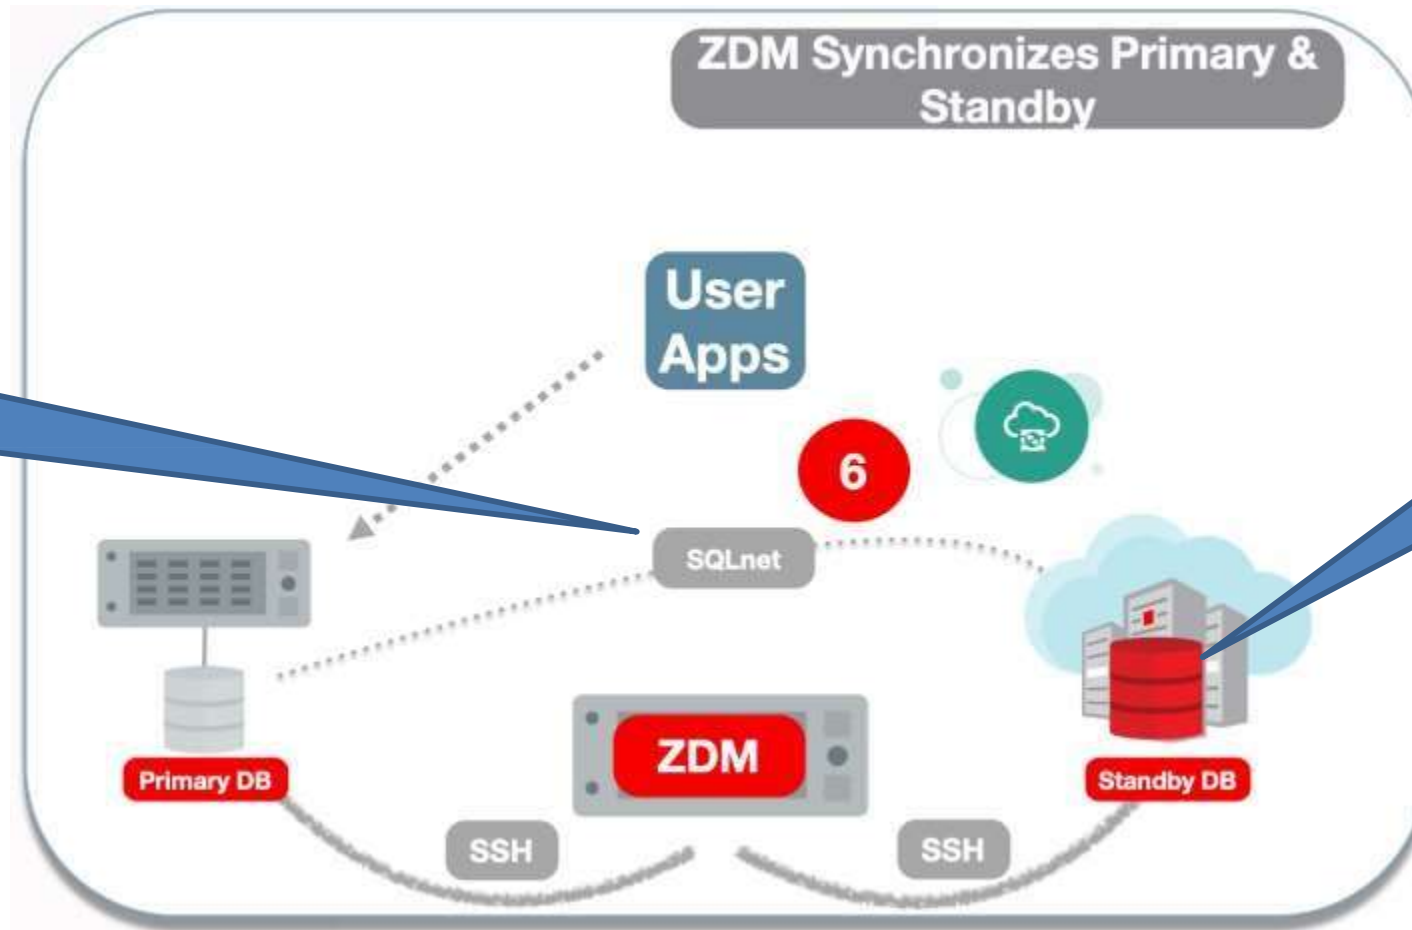 ZDM Synchronizes Primary &
Standby
User
Apps
6
SQLnet
ZDM
Primary DB
Standby DB
SSH
SSH